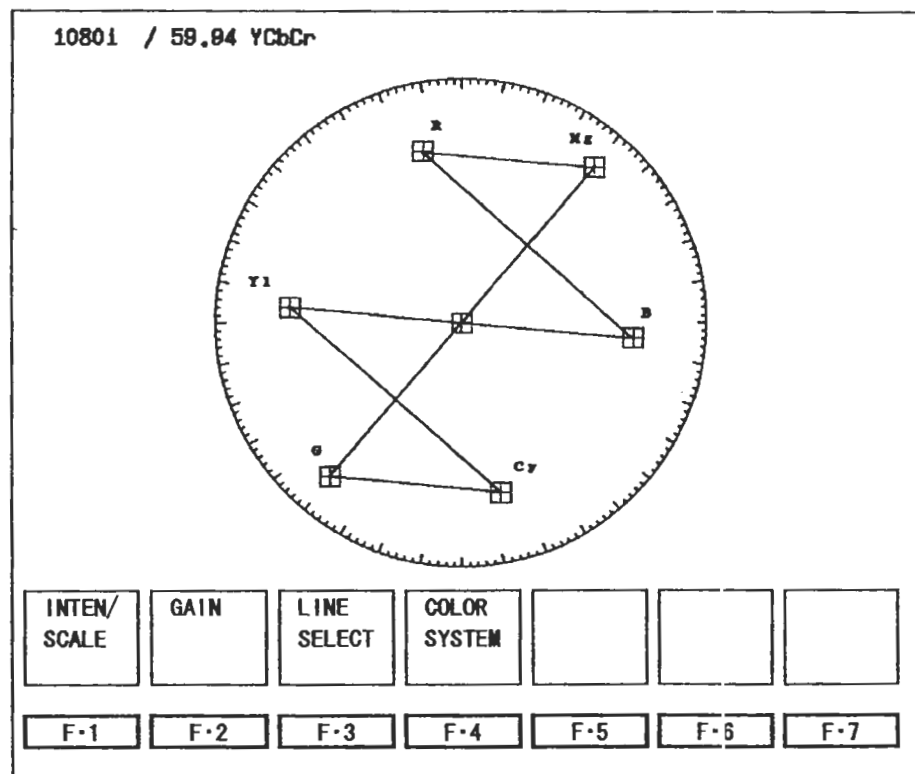 1080i / 59.94 YCbCr
R
Mg
Yl
B
G
Cy
INTEN/
SCALE
GAIN
LINE
SELECT
COLOR
SYSTEM
F·1
F·2
F·3
F·4
F·5
F·6
F·7